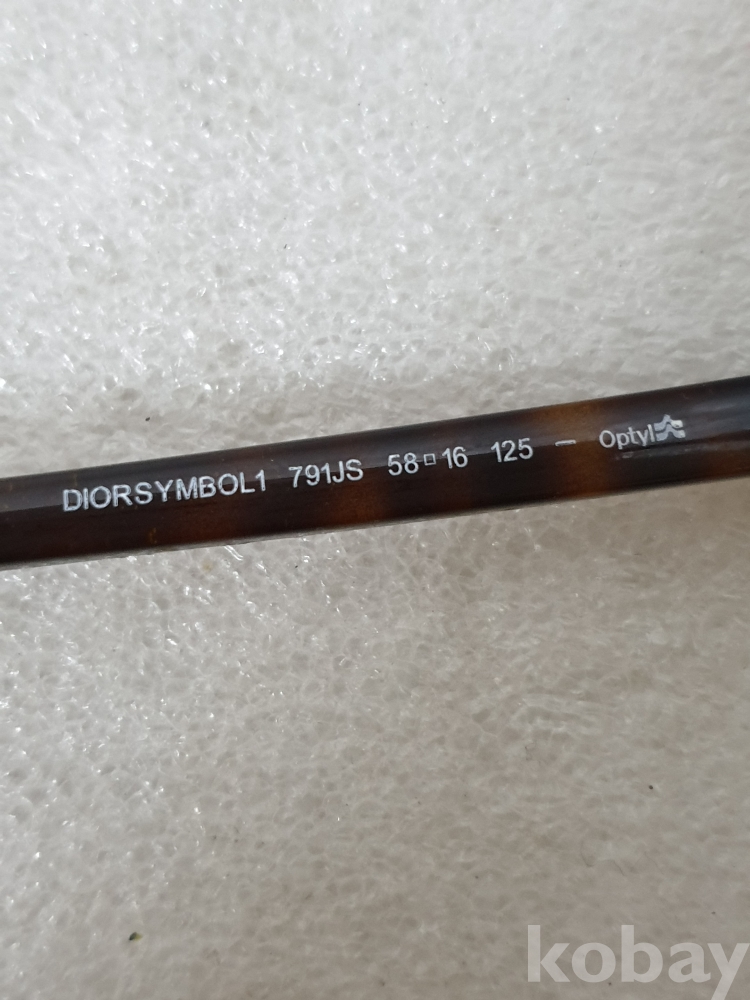 DIORSYMBOL1 791JS 58□16 125 – Optyl
kobay